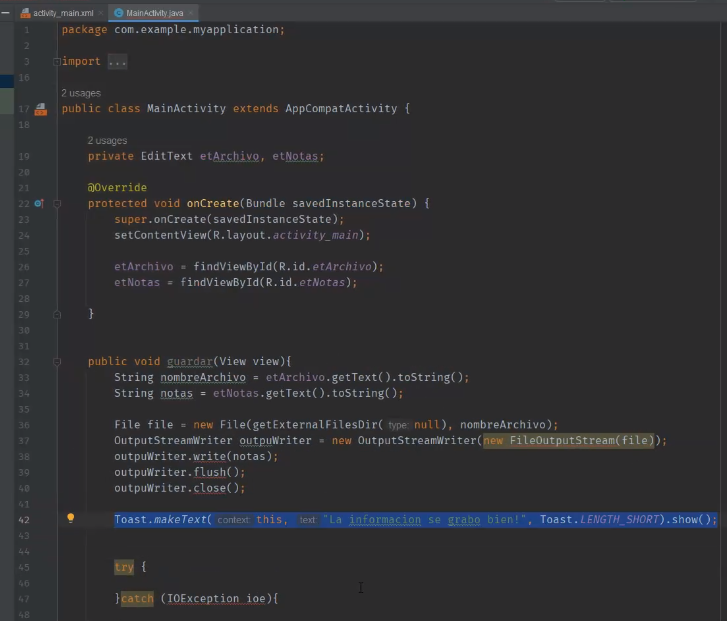 activity_main.xml × MainActivity.java ×
1 package com.example.myapplication;
2
3 import ...
16
2 usages
17 public class MainActivity extends AppCompatActivity {
18
2 usages
19 private EditText etArchivo, etNotas;
20
21 @Override
22 protected void onCreate(Bundle savedInstanceState) {
23 super.onCreate(savedInstanceState);
24 setContentView(R.layout.activity_main);
25
26 etArchivo = findViewById(R.id.etArchivo);
27 etNotas = findViewById(R.id.etNotas);
28
29 }
30
31
32 public void guardar(View view){
33 String nombreArchivo = etArchivo.getText().toString();
34 String notas = etNotas.getText().toString();
35
36 File file = new File(getExternalFilesDir( type: null), nombreArchivo);
37 OutputStreamWriter outpuWriter = new OutputStreamWriter(new FileOutputStream(file));
38 outpuWriter.write(notas);
39 outpuWriter.flush();
40 outpuWriter.close();
41
42 Toast.makeText( context: this, text: "La informacion se grabo bien!", Toast.LENGTH_SHORT).show();
43
44
45 try {
46
47 }catch (IOException ioe){
48